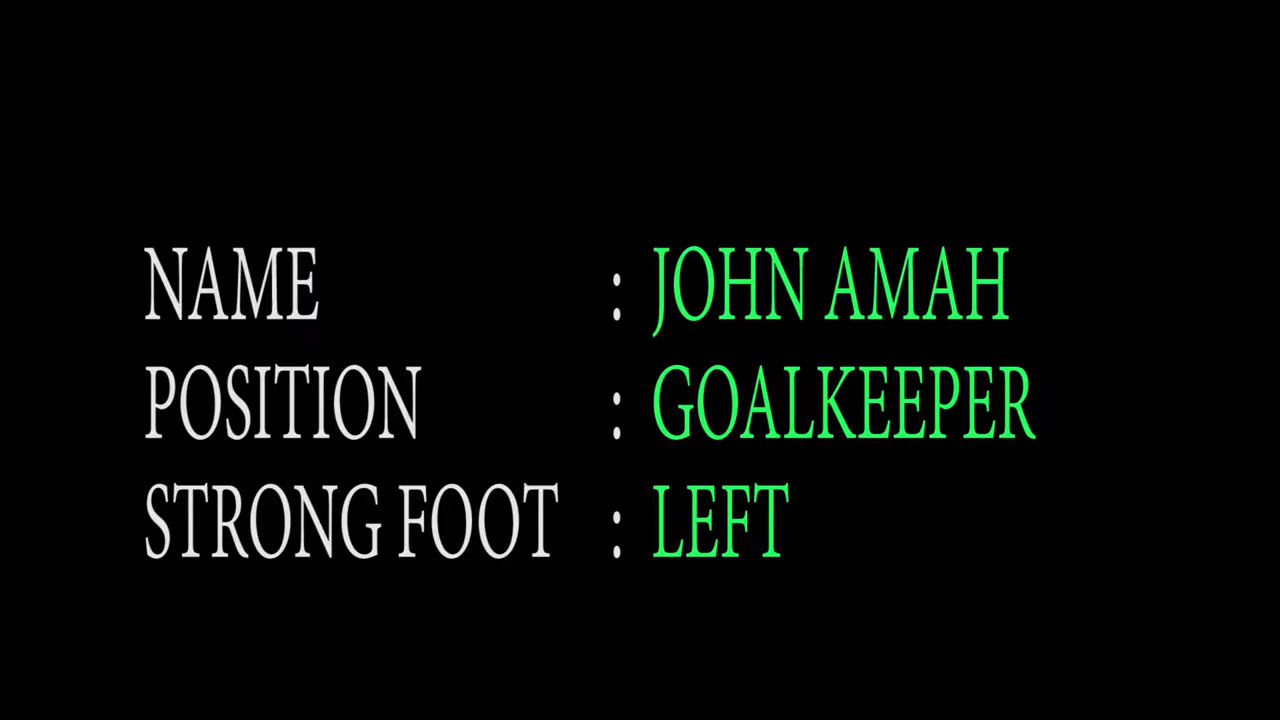 NAME : JOHN AMAH
POSITION : GOALKEEPER
STRONG FOOT : LEFT